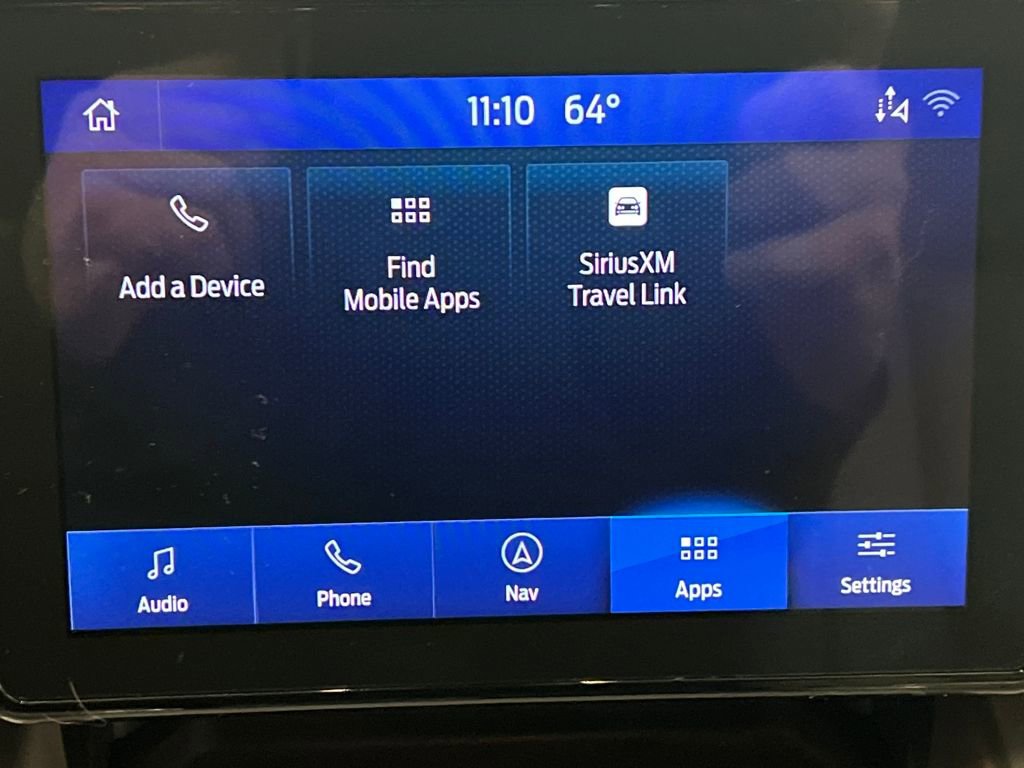 11:10 64°
Add a Device
Find
Mobile Apps
SiriusXM
Travel Link
Audio
Phone
Nav
Apps
Settings